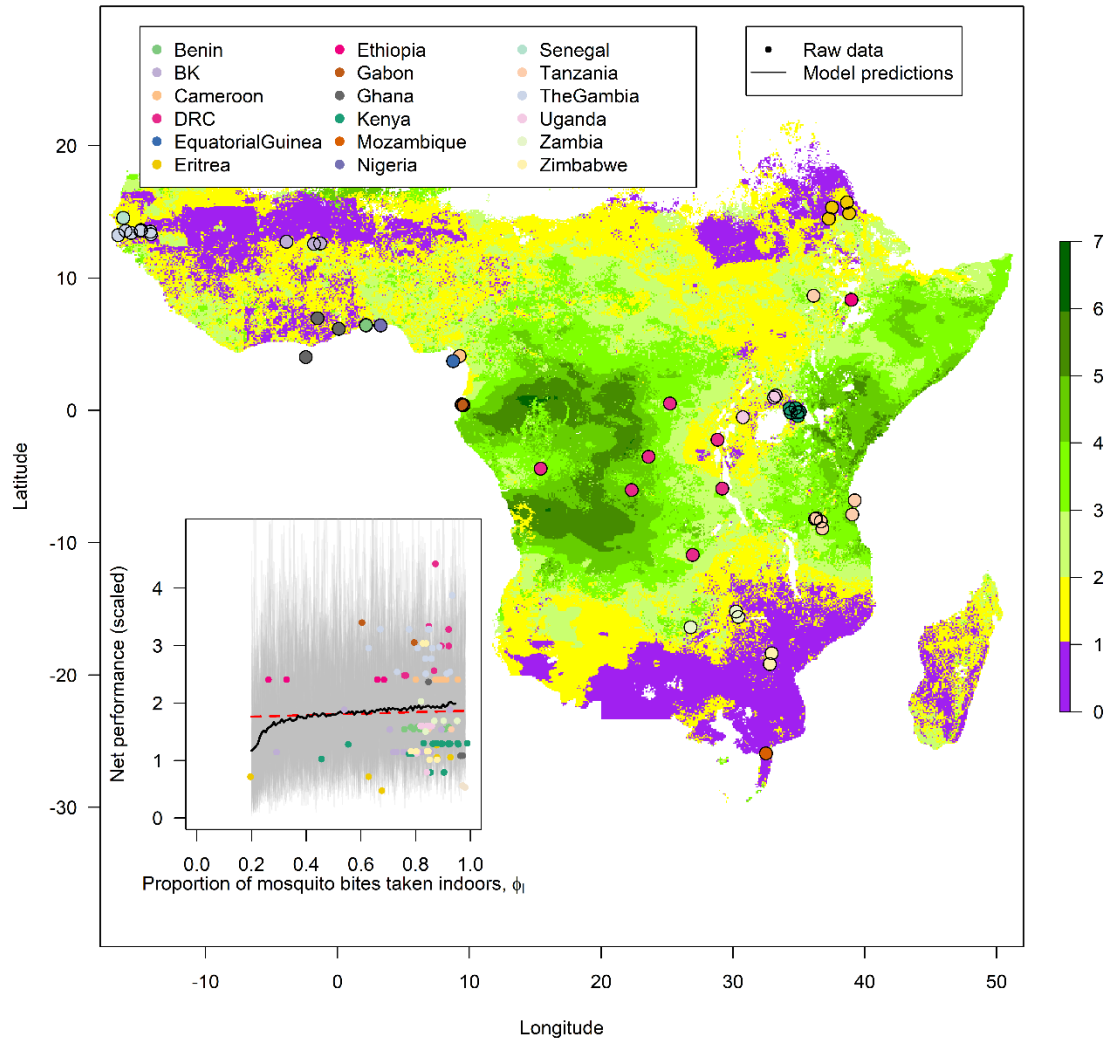 Benin
BK
Cameroon
DRC
EquatorialGuinea
Eritrea
Ethiopia
Gabon
Ghana
Kenya
Mozambique
Nigeria
Senegal
Tanzania
TheGambia
Uganda
Zambia
Zimbabwe
Raw data
Model predictions
20
10
0
-10
-20
-30
Latitude
7
6
5
4
3
2
1
0
Net performance (scaled)
4
3
2
1
0
0.0 0.2 0.4 0.6 0.8 1.0
Proportion of mosquito bites taken indoors, ϕI
-10 0 10 20 30 40 50
Longitude